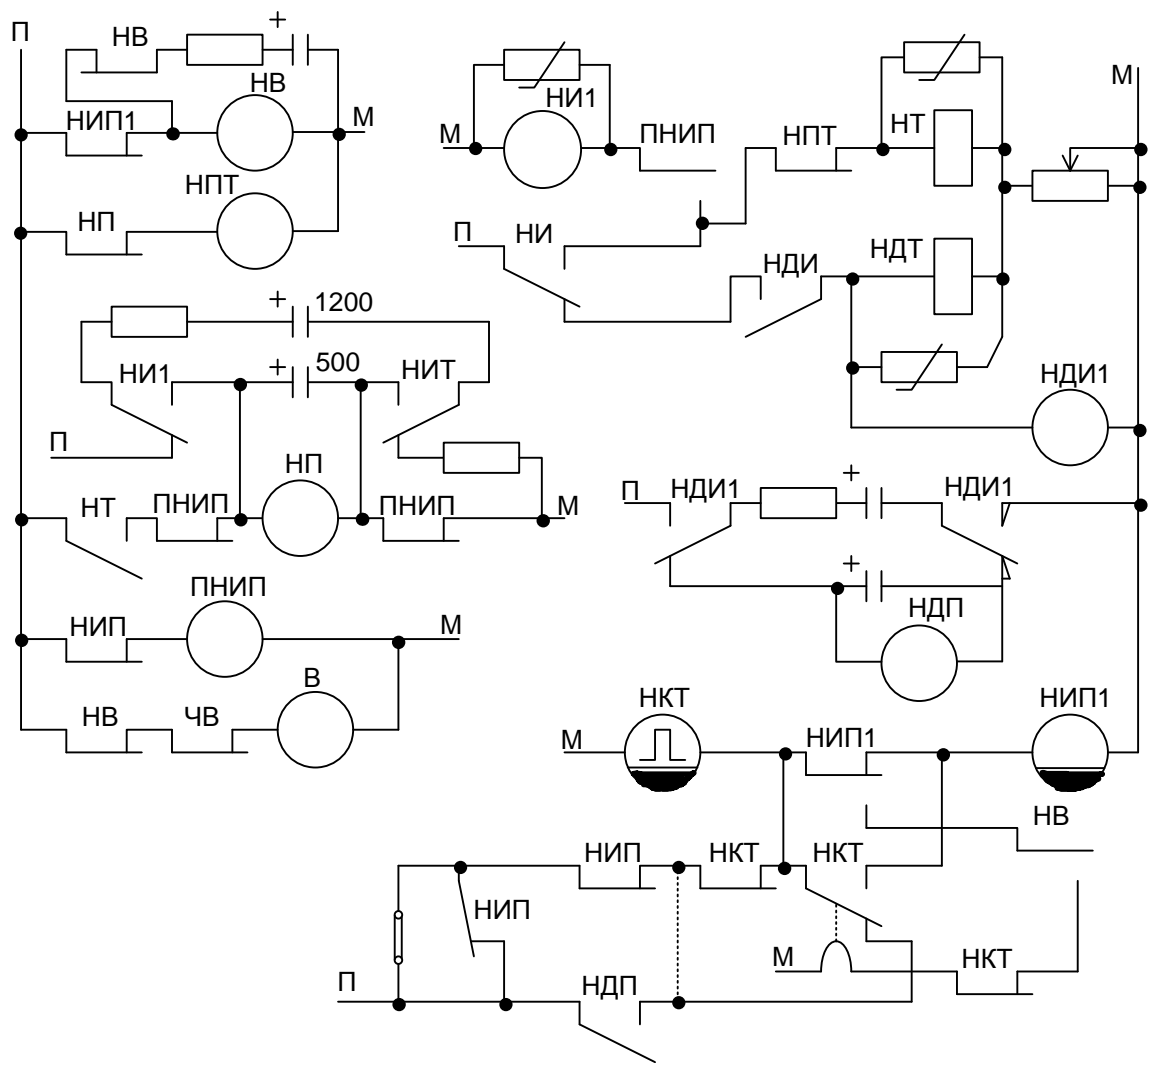 П
НВ
+
НВ
НИП1
М
НПТ
НП
+
1200
НИ1
+
500
НИТ
П
НП
НТ
ПНИП
ПНИП
М
ПНИП
НИП
М
В
НВ
ЧВ
НИ1
М
ПНИП
НПТ
НТ
М
П
НИ
НДИ
НДТ
НДИ1
П
НДИ1
+
НДИ1
+
НДП
НКТ
М
НИП1
НИП1
НВ
НИП
НКТ
НКТ
НИП
М
НКТ
П
НДП